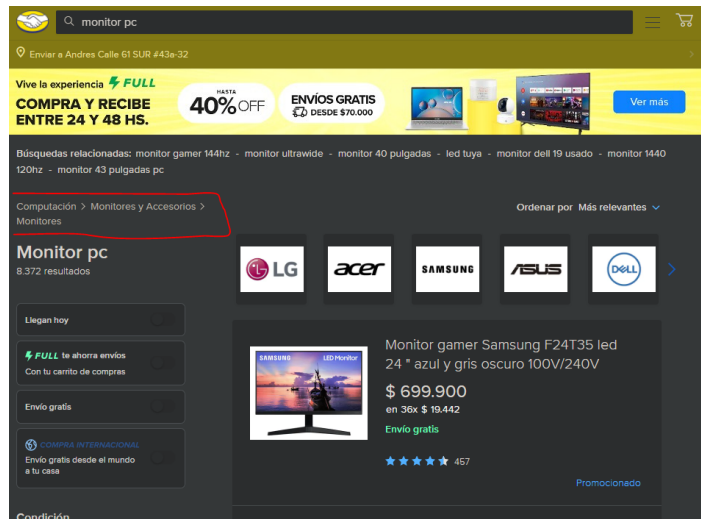 monitor pc
Enviar a Andres Calle 61 SUR #43a-32
Vive la experiencia FULL
COMPRA Y RECIBE
ENTRE 24 Y 48 HS.
HASTA
40% OFF
ENVÍOS GRATIS
DESDE $70.000
Ver más
Búsquedas relacionadas: monitor gamer 144hz - monitor ultrawide - monitor 40 pulgadas - led tuya - monitor dell 19 usado - monitor 1440
120hz - monitor 43 pulgadas pc
Computación > Monitores y Accesorios >
Monitores
Ordenar por Más relevantes
Monitor pc
8.372 resultados
LG
acer
SAMSUNG
ASUS
DELL
Llegan hoy
FULL te ahorra envíos
Con tu carrito de compras
Envío gratis
COMPRA INTERNACIONAL
Envío gratis desde el mundo
a tu casa
Condición
SAMSUNG LED Monitor
Monitor gamer Samsung F24T35 led
24 " azul y gris oscuro 100V/240V
$ 699.900
en 36x $ 19.442
Envío gratis
457
Promocionado